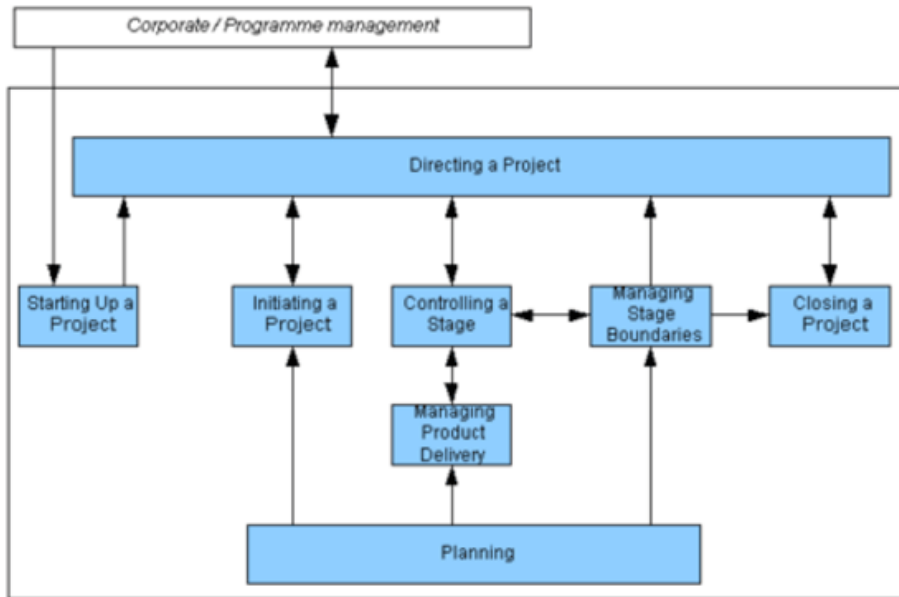 Corporate / Programme management
Directing a Project
Starting Up a
Project
Initiating a
Project
Controlling a
Stage
Managing
Stage
Boundaries
Closing a
Project
Managing
Product
Delivery
Planning